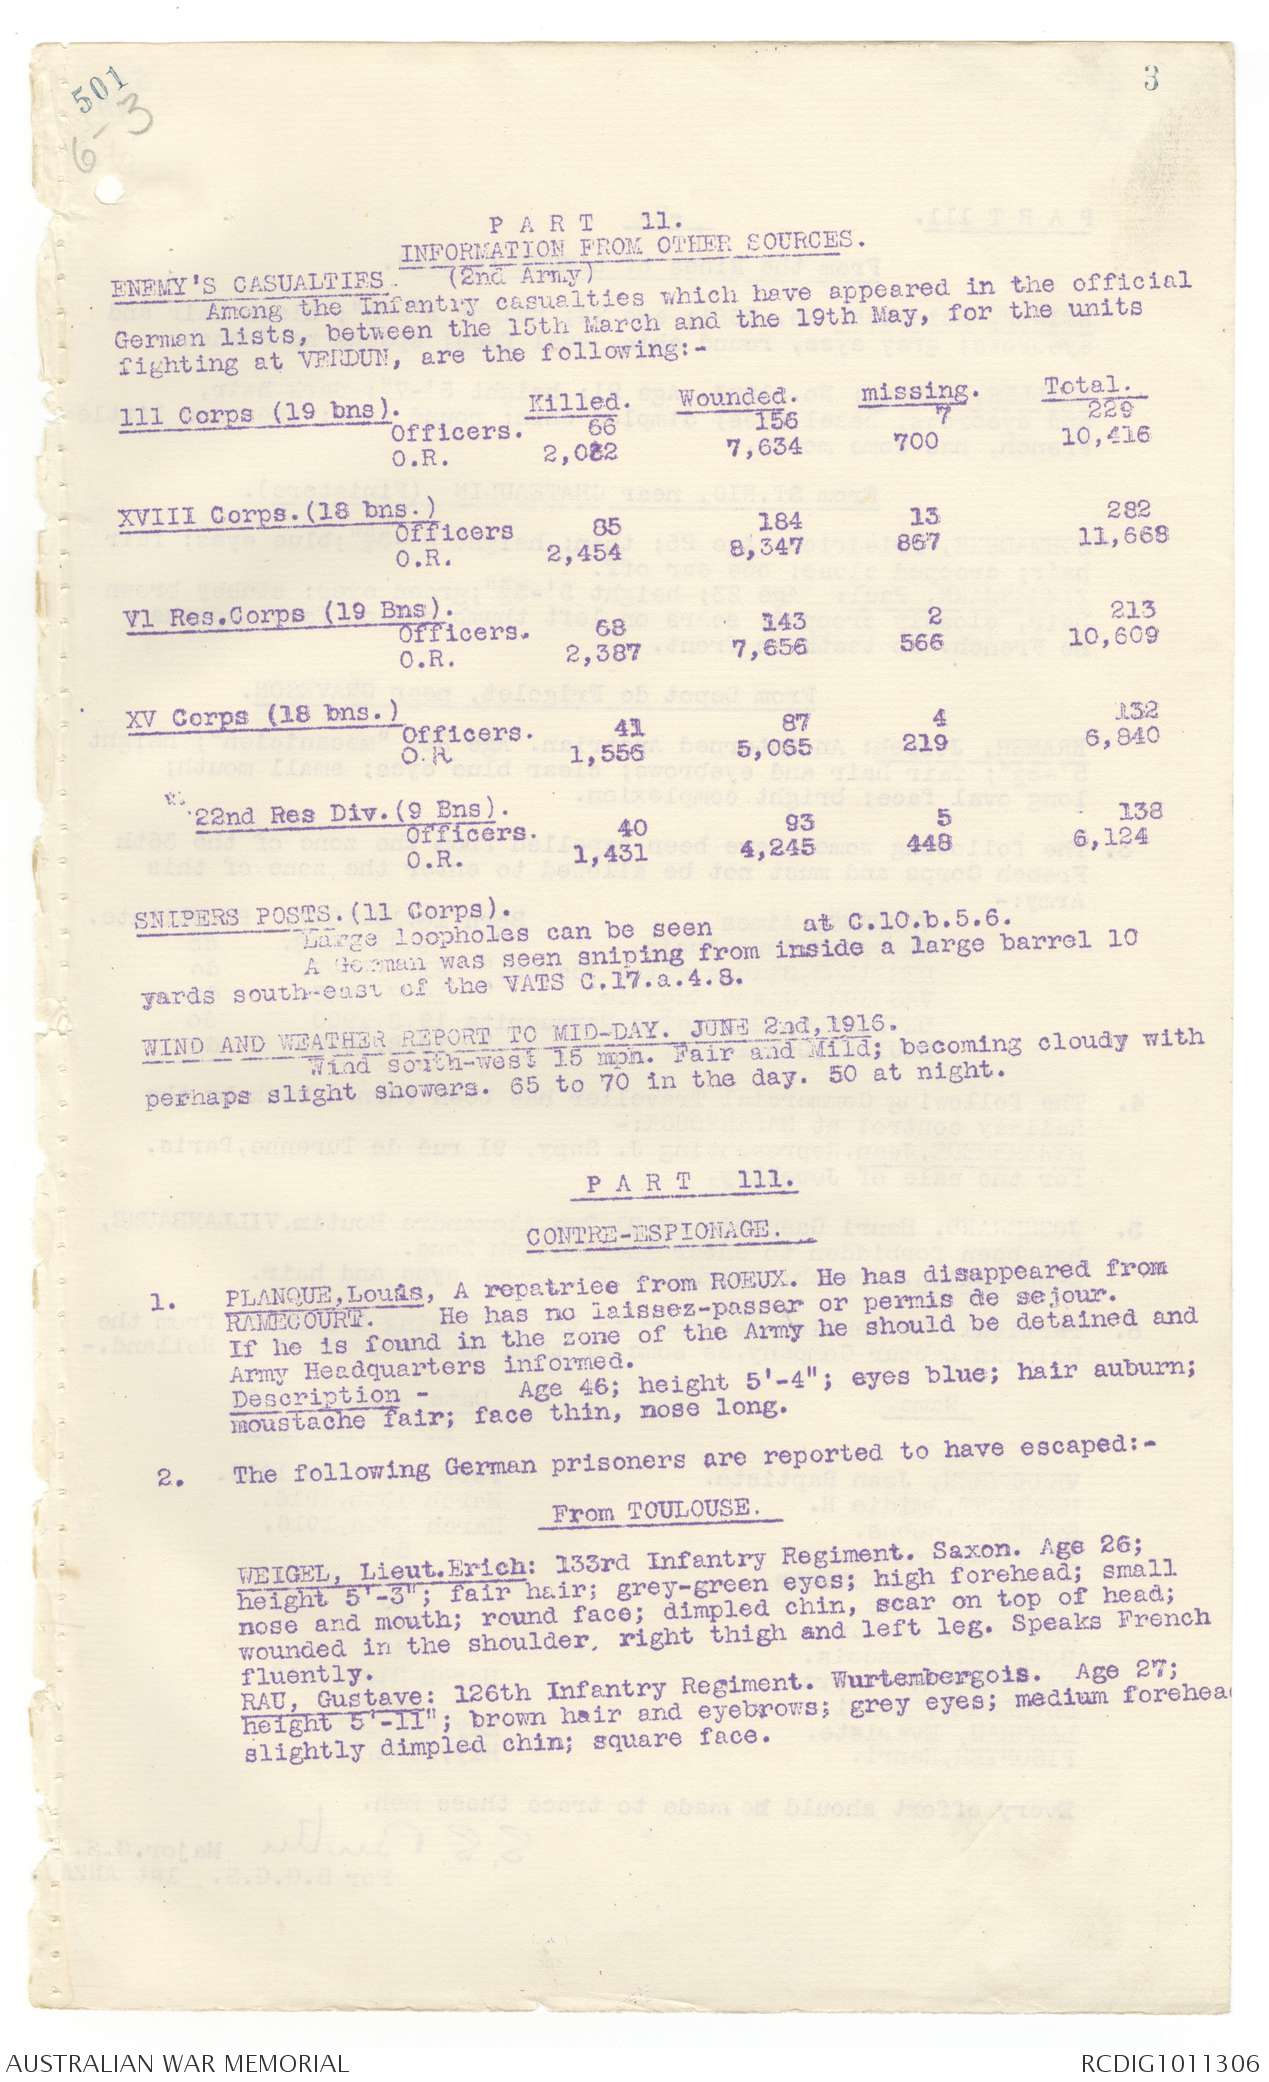 501
6-3
3
P A R T 11.
INFORMATION FROM OTHER SOURCES.
ENEMY'S CASUALTIES. (2nd Army)
Among the Infantry casualties which have appeared in the official
German lists, between the 15th March and the 19th May, for the units
fighting at VERDUN, are the following:-
Killed. Wounded. missing. Total.
111 Corps (19 bns).
Officers. 66 156 7 229
O.R. 2,082 7,634 700 10,416
XVIII Corps.(18 bns.)
Officers 85 184 13 282
O.R. 2,454 8,347 867 11,668
V1 Res.Corps (19 Bns).
Officers. 68 143 2 213
O.R. 2,387 7,656 566 10,609
XV Corps (18 bns.)
Officers. 41 87 4 132
O.R 1,556 5,065 219 6,840
22nd Res Div.(9 Bns).
Officers. 40 93 5 138
O.R. 1,431 4,245 448 6,124
SNIPERS POSTS.(11 Corps).
Large loopholes can be seen at C.10.b.5.6.
A German was seen sniping from inside a large barrel 10
yards south-east of the VATS C.17.a.4.8.
WIND AND WEATHER REPORT TO MID-DAY. JUNE 2nd,1916.
Wind south-west 15 mph. Fair and Mild; becoming cloudy with
perhaps slight showers. 65 to 70 in the day. 50 at night.
P A R T 111.
CONTRE-ESPIONAGE.
1. PLANQUE,Louis, A repatriee from ROEUX. He has disappeared from
RAMECOURT. He has no laissez-passer or permis de sejour.
If he is found in the zone of the Army he should be detained and
Army Headquarters informed.
Description - Age 46; height 5'-4"; eyes blue; hair auburn;
moustache fair; face thin, nose long.
2. The following German prisoners are reported to have escaped:-
From TOULOUSE.
WEIGEL, Lieut.Erich: 133rd Infantry Regiment. Saxon. Age 26;
height 5'-3"; fair hair; grey-green eyes; high forehead; small
nose and mouth; round face; dimpled chin, scar on top of head;
wounded in the shoulder, right thigh and left leg. Speaks French
fluently.
RAU, Gustave: 126th Infantry Regiment. Wurtembergois. Age 27;
height 5'-11"; brown hair and eyebrows; grey eyes; medium forehead
slightly dimpled chin; square face.
AUSTRALIAN WAR MEMORIAL
RCDIG1011306